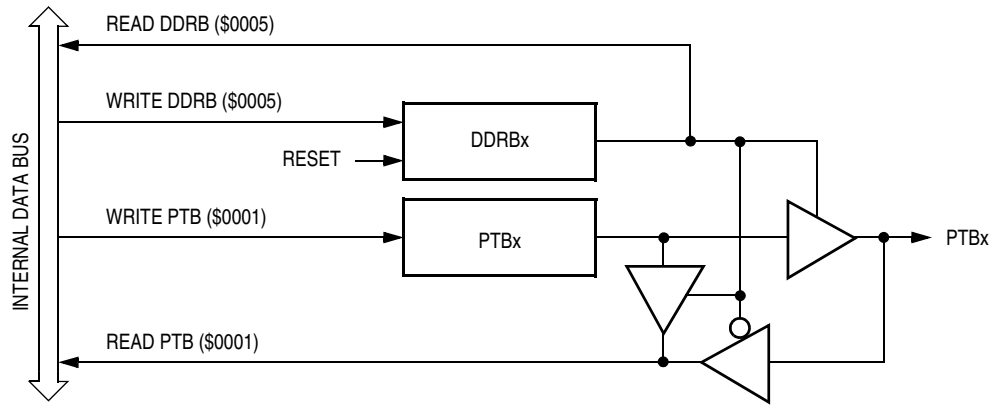 READ DDRB ($0005)
WRITE DDRB ($0005)
DDRBx
RESET
WRITE PTB ($0001)
PTBx
PTBx
READ PTB ($0001)
INTERNAL DATA BUS